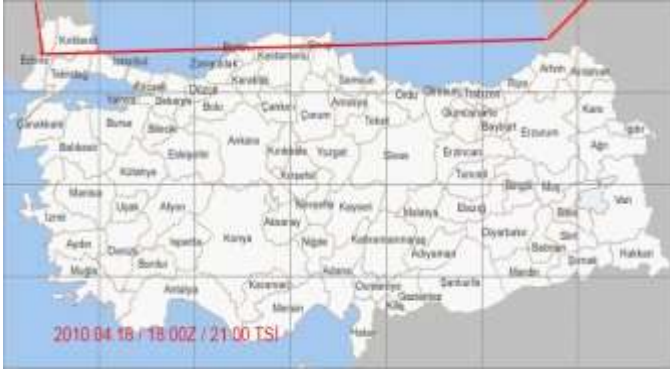 Kırklareli
Edirne
Tekirdağ
İstanbul
Zonguldak
Kastamonu
Sinop
Kocaeli
Düzce
Karabük
Samsun
Ordu
Giresun
Trabzon
Rize
Artvin
Ardahan
Yalova
Sakarya
Bolu
Çankırı
Çorum
Amasya
Tokat
Gümüşhane
Bayburt
Erzurum
Kars
Iğdır
Çanakkale
Bursa
Bilecik
Ankara
Balıkesir
Eskişehir
Kırıkkale
Yozgat
Sivas
Erzincan
Ağrı
Kütahya
Kırşehir
Tunceli
Manisa
Uşak
Afyon
Nevşehir
Kayseri
Malatya
Elazığ
Bingöl
Muş
Van
İzmir
Aksaray
Bitlis
Aydın
Denizli
Isparta
Konya
Niğde
Kahramanmaraş
Adıyaman
Diyarbakır
Siirt
Batman
Muğla
Burdur
Adana
Şırnak
Hakkari
Mardin
Antalya
Karaman
Osmaniye
Gaziantep
Şanlıurfa
Kilis
Mersin
Hatay
2010.04.18 / 18:00Z / 21:00 TSİ